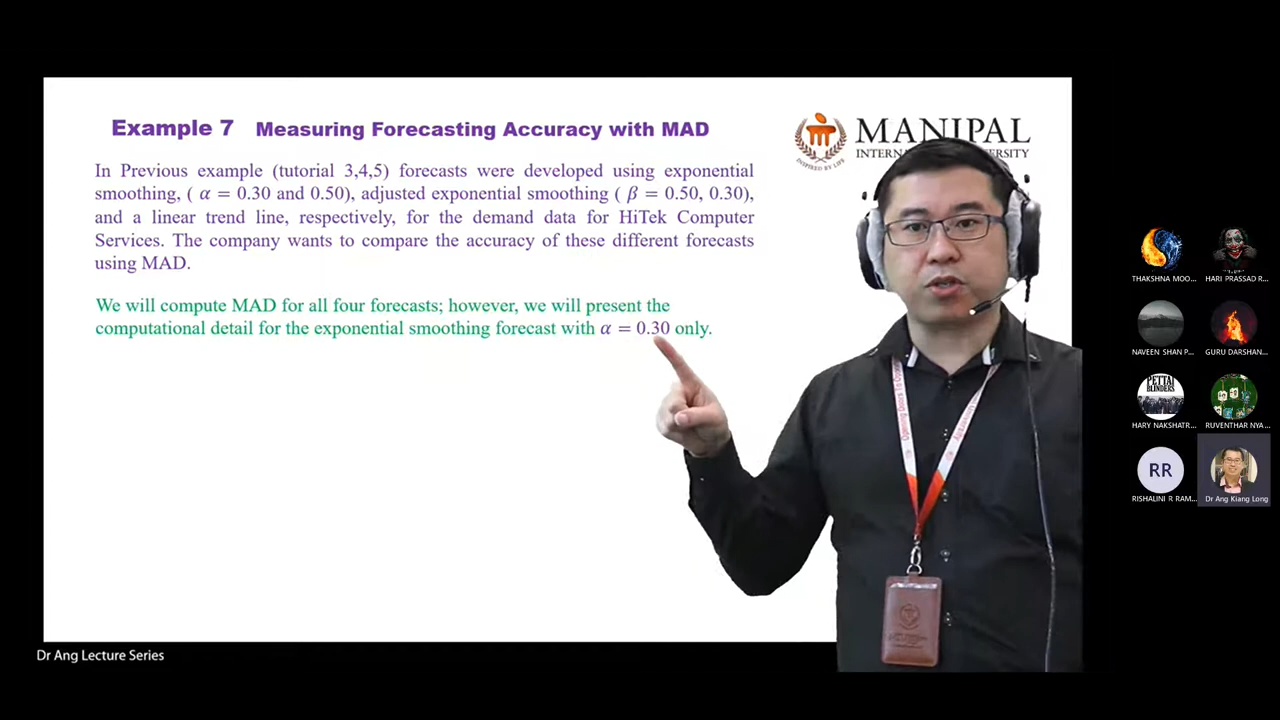 Example 7 Measuring Forecasting Accuracy with MAD
In Previous example (tutorial 3,4,5) forecasts were developed using exponential
smoothing, ( α = 0.30 and 0.50), adjusted exponential smoothing ( β = 0.50, 0.30),
and a linear trend line, respectively, for the demand data for HiTek Computer
Services. The company wants to compare the accuracy of these different forecasts
using MAD.
We will compute MAD for all four forecasts; however, we will present the
computational detail for the exponential smoothing forecast with α = 0.30 only.
MANIPAL
INSPIRED BY LIFE
THAKSHNA MOO...
HARI PRASSAD R...
NAVEEN SHAN P...
GURU DARSHAN...
PETTAI
BLINDERS
HARY NAKSHATR...
RUVENTHAR NYA...
RR
RISHALINI R RAM...
Dr Ang Kiang Long
Dr Ang Lecture Series